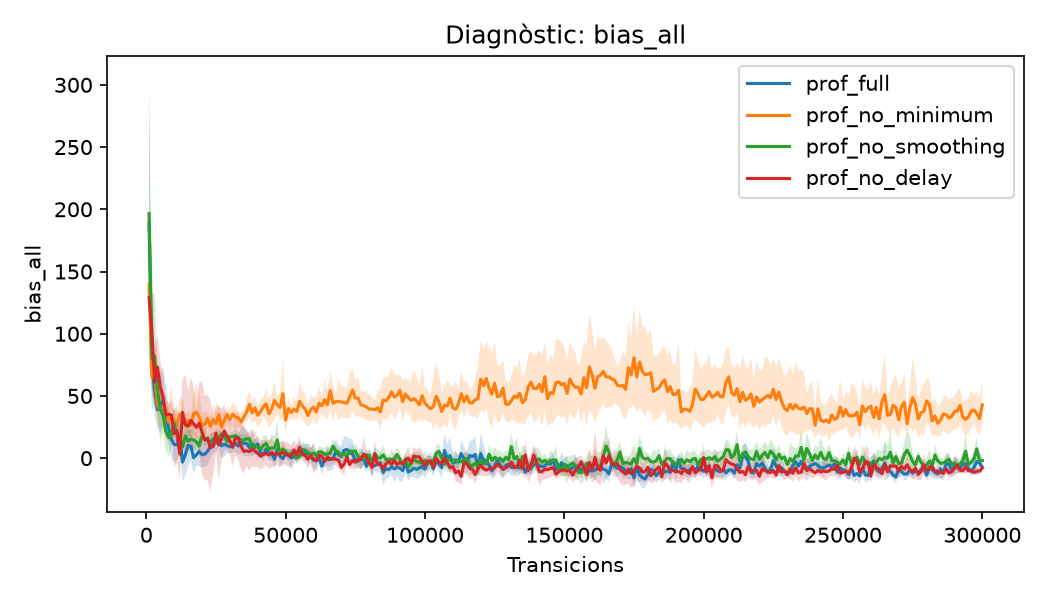 Diagnòstic: bias_all
300
250
200
150
100
50
0
bias_all
prof_full
prof_no_minimum
prof_no_smoothing
prof_no_delay
0
50000
100000
150000
200000
250000
300000
Transicions